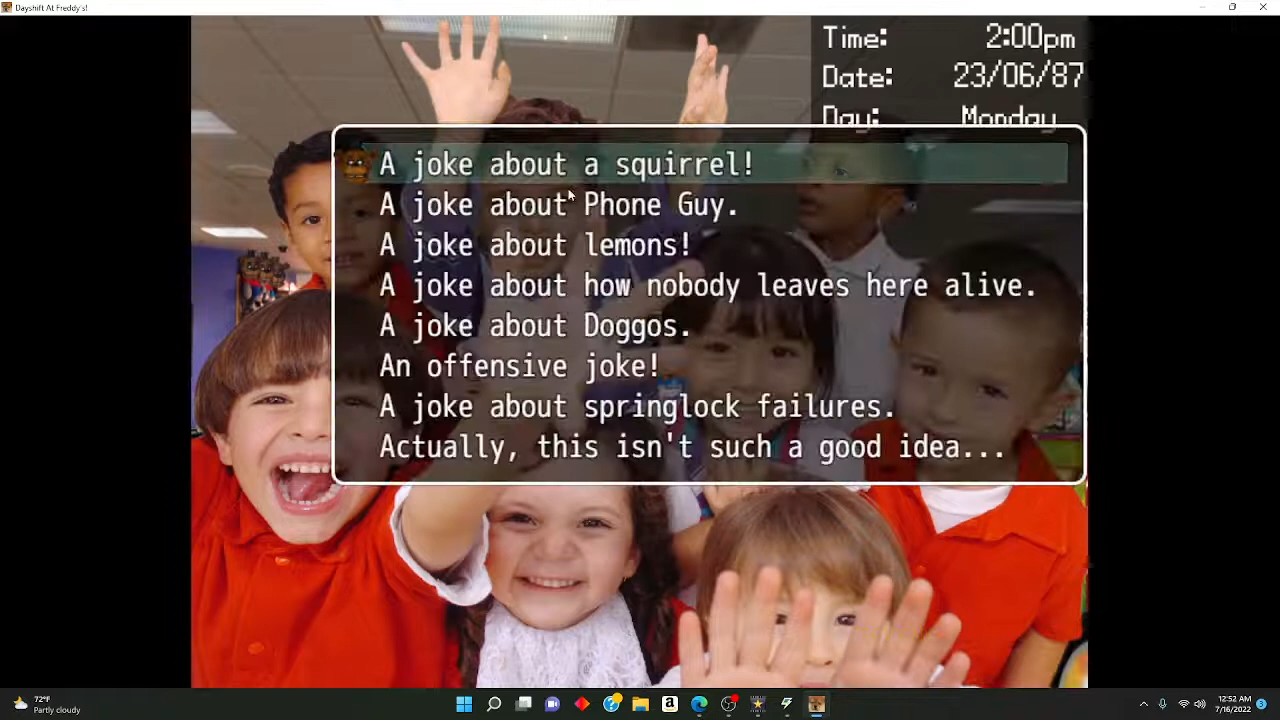 Dayshift At Freddy's!
Time: 2:00pm
Date: 23/06/87
Day: Monday
A joke about a squirrel!
A joke about Phone Guy.
A joke about lemons!
A joke about how nobody leaves here alive.
A joke about Doggos.
An offensive joke!
A joke about springlock failures.
Actually, this isn't such a good idea...
72°F
Partly cloudy
12:52 AM
7/16/2022